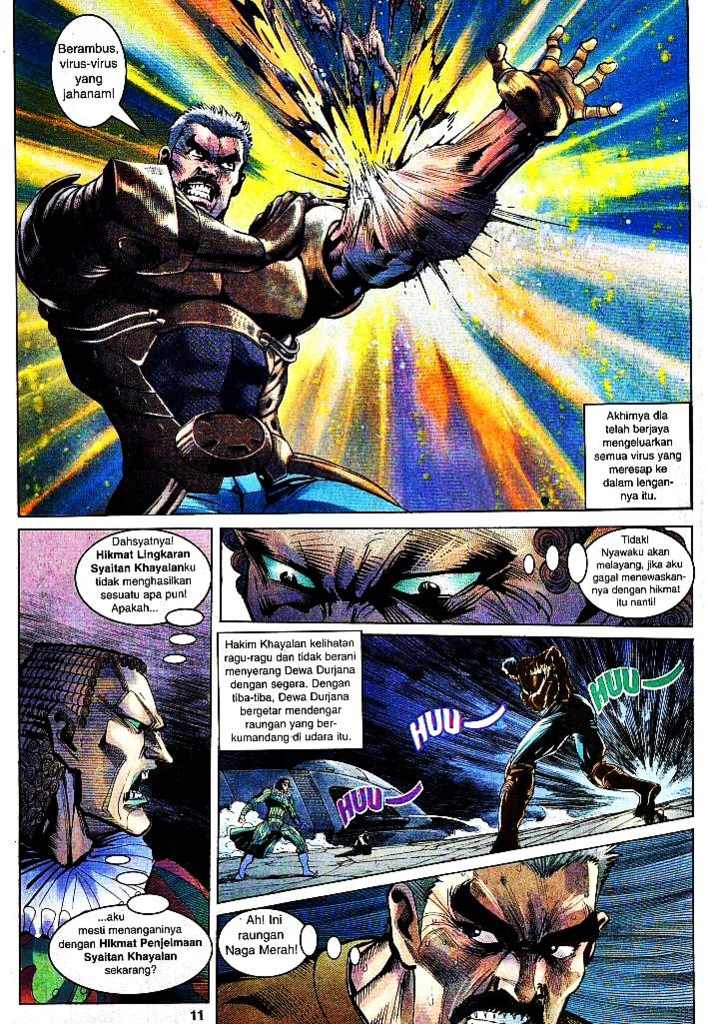 Berambus,
virus-virus
yang
jahanam!
Akhirnya dia
telah berjaya
mengeluarkan
semua virus yang
meresap ke
dalam lengan-
nya itu.
Dahsyatnya!
Hikmat Lingkaran
Syaitan Khayalanku
tidak menghasilkan
sesuatu apa pun!
Apakah...
...aku
mesti menanganinya
dengan Hikmat Penjelmaan
Syaitan Khayalan
sekarang?
Tidak!
Nyawaku akan
melayang, jika aku
gagal menewaskan-
nya dengan hikmat
itu nanti!
Hakim Khayalan kelihatan
ragu-ragu dan tidak berani
menyerang Dewa Durjana
dengan segera. Dengan
tiba-tiba, Dewa Durjana
bergetar mendengar
raungan yang ber-
kumandang di udara itu.
HUU
HUU
HUU
Ah! Ini
raungan
Naga Merah!
11